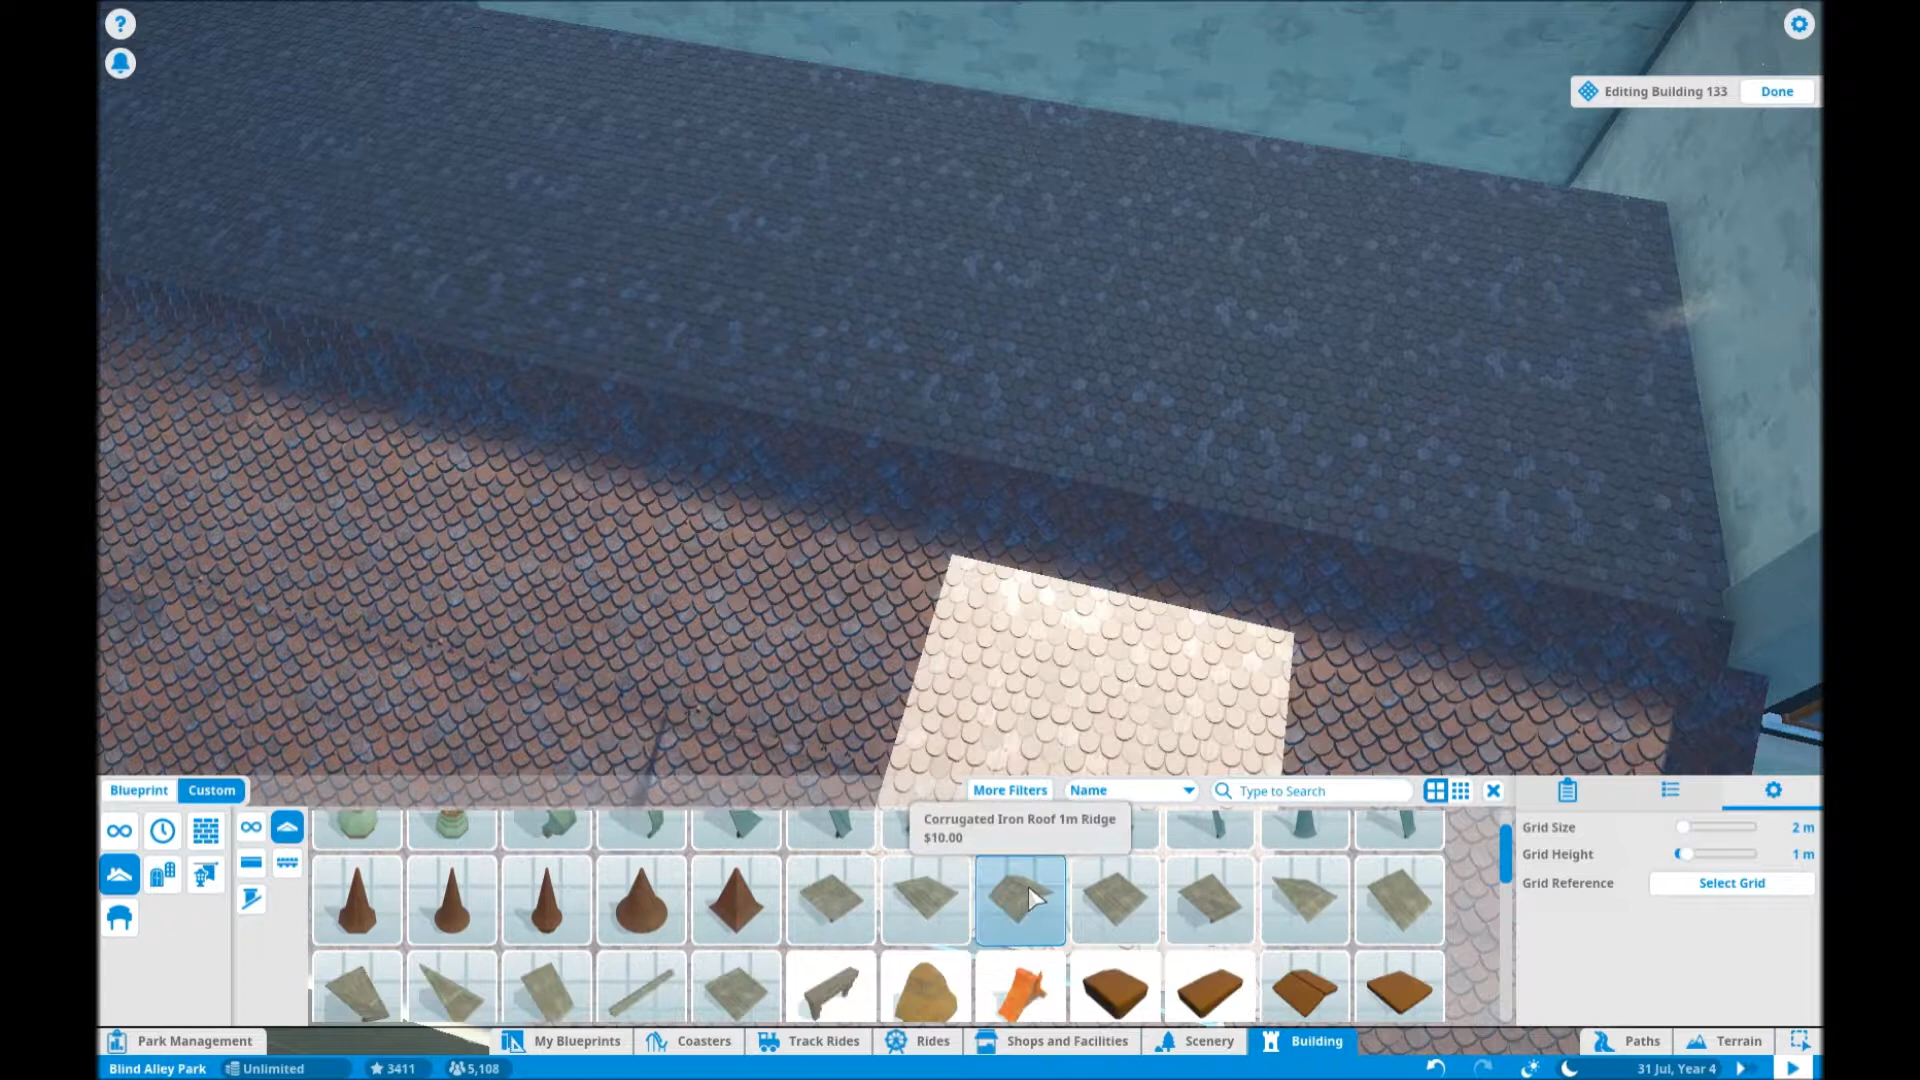 ?
Editing Building 133 Done
Blueprint Custom
More Filters Name Type to Search
Corrugated Iron Roof 1m Ridge
$10.00
Grid Size 2 m
Grid Height 1 m
Grid Reference Select Grid
Park Management My Blueprints Coasters Track Rides Rides Shops and Facilities Scenery Building Paths Terrain
Blind Alley Park Unlimited 3411 5,108 31 Jul, Year 4